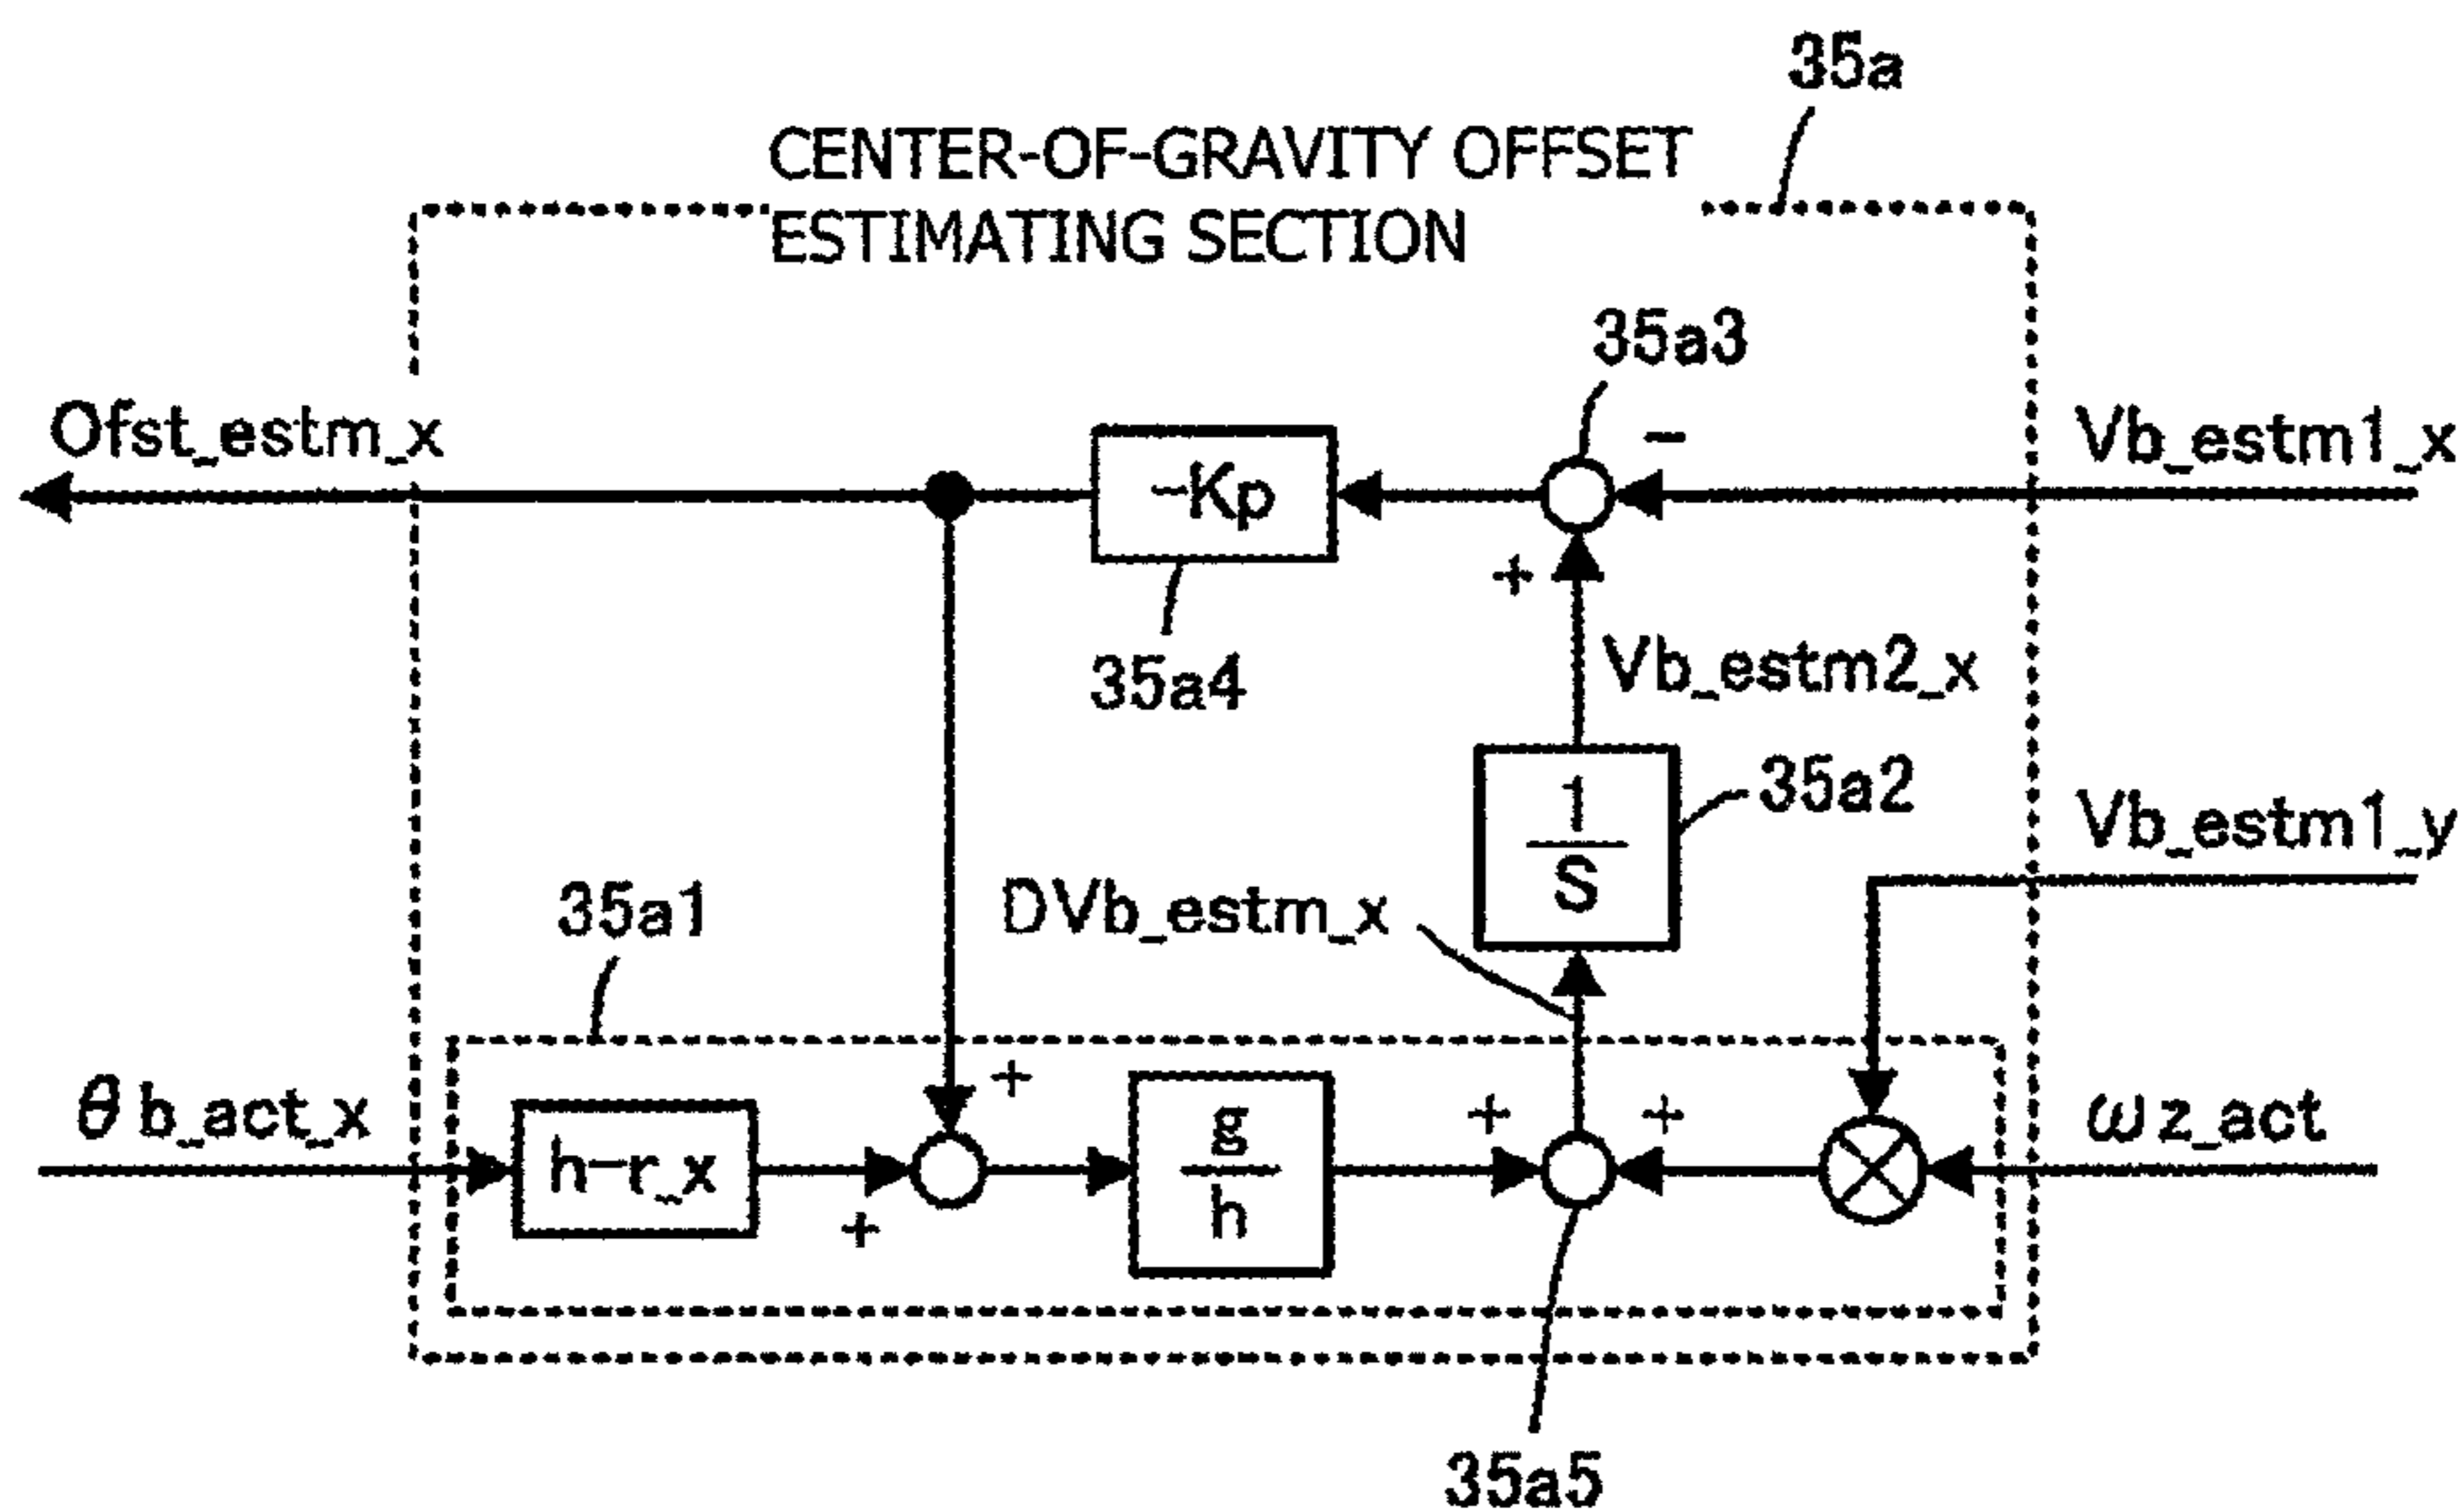 35a
CENTER-OF-GRAVITY OFFSET
ESTIMATING SECTION
35a3
Ofst_estm_x
-Kp
-
Vb_estm1_x
+
35a4
Vb_estm2_x
1
S
35a2
Vb_estm1_y
35a1
DVb_estm_x
θb_act_x
h-r_x
+
+
g
h
+
+
ωz_act
35a5